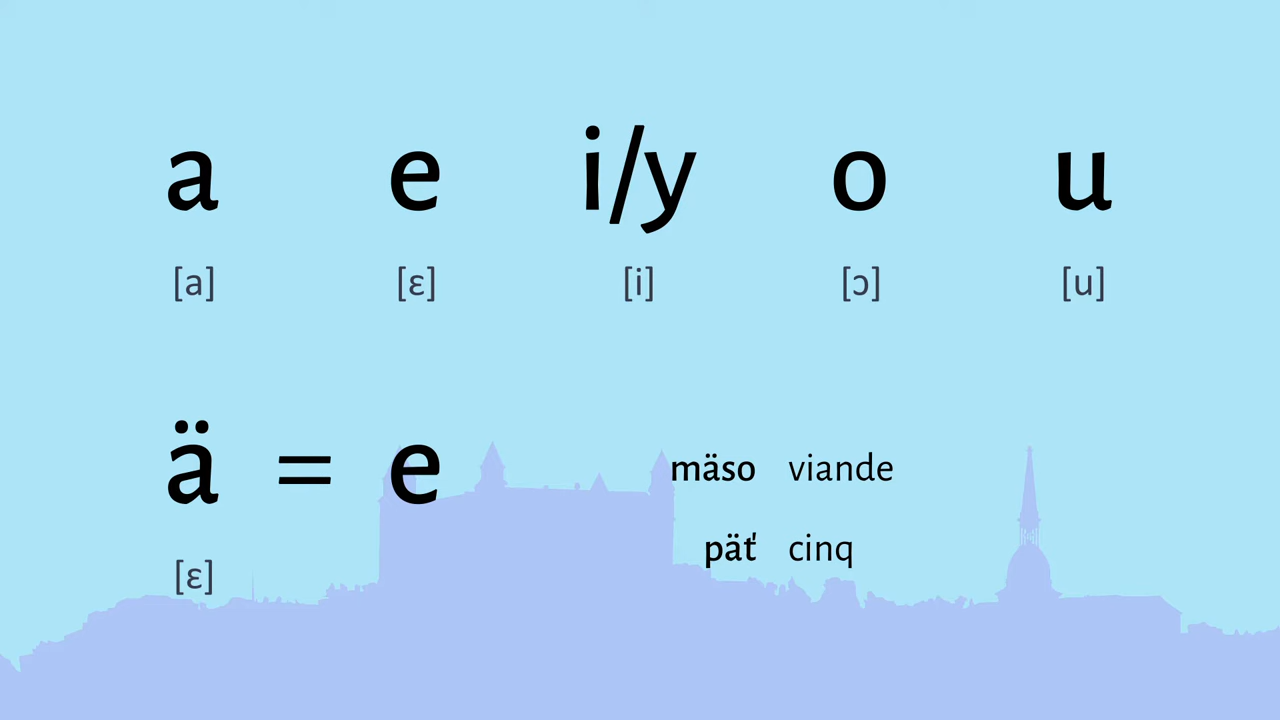 a e i/y o u
[a] [ɛ] [i] [ɔ] [u]
ä = e mäso viande
päť cinq
[ɛ]